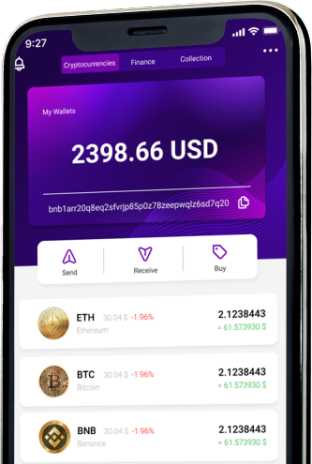 9:27
Cryptocurrencies Finance Collection
My Wallets
2398.66 USD
bnb1arr20q8eq2sfvrjp85p0z78zeepwqlz6sd7q20
Send Receive Buy
ETH 30.04 $ -1.96% 2.1238443
Ethereum ≈ 61.573930 $
BTC 30.04 $ -1.96% 2.1238443
Bitcoin ≈ 61.573930 $
BNB 30.04 $ -1.96% 2.1238443
Benance ≈ 61.573930 $